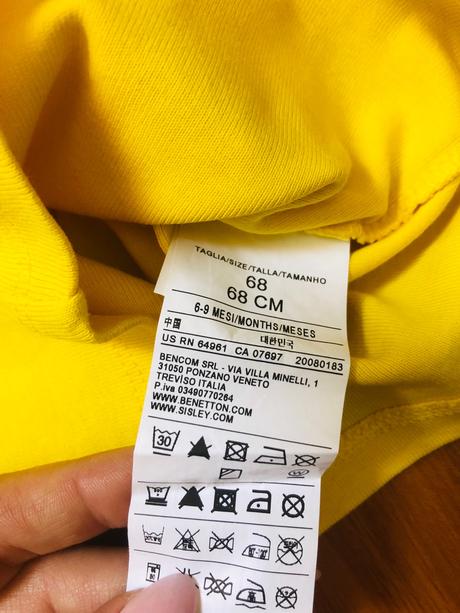 TAGLIA/SIZE/TALLA/TAMANHO
68
68 CM
6-9 MESI/MONTHS/MESES
中国 대한민국
US RN 64961 CA 07697 20080183
BENCOM SRL - VIA VILLA MINELLI, 1
31050 PONZANO VENETO
TREVISO ITALIA
P.iva 03490770264
WWW.BENETTON.COM
WWW.SISLEY.COM
30